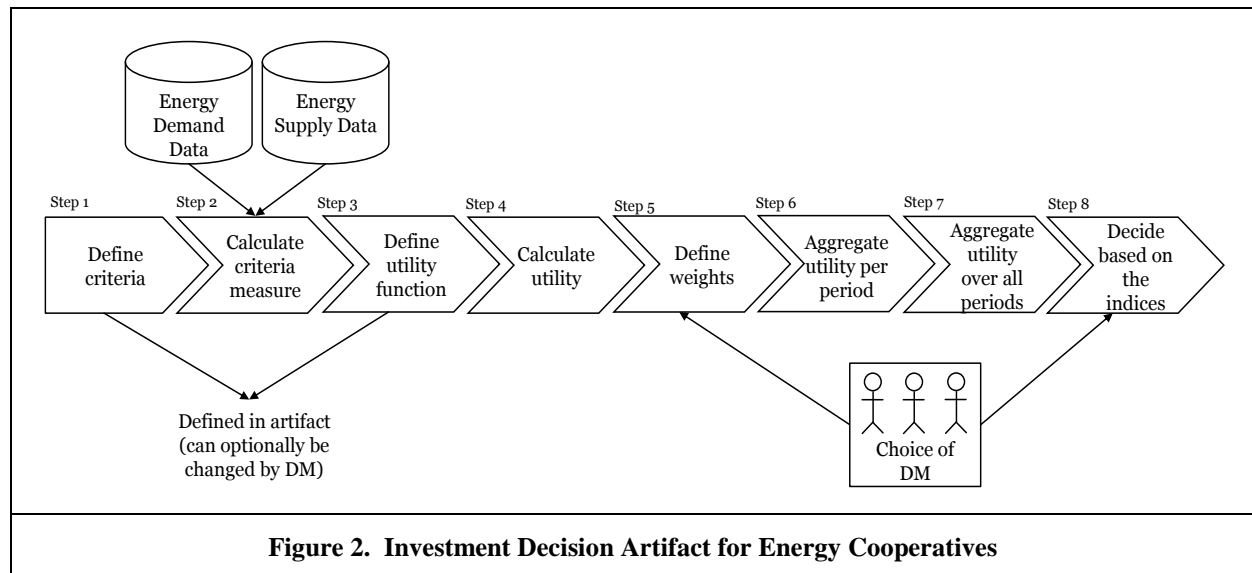 Energy
Demand
Data
Energy
Supply Data
Step 1
Define
criteria
Step 2
Calculate
criteria
measure
Step 3
Define
utility
function
Step 4
Calculate
utility
Step 5
Define
weights
Step 6
Aggregate
utility per
period
Step 7
Aggregate
utility
over all
periods
Step 8
Decide
based on
the
indices
Defined in artifact
(can optionally be
changed by DM)
Choice of
DM
Figure 2. Investment Decision Artifact for Energy Cooperatives